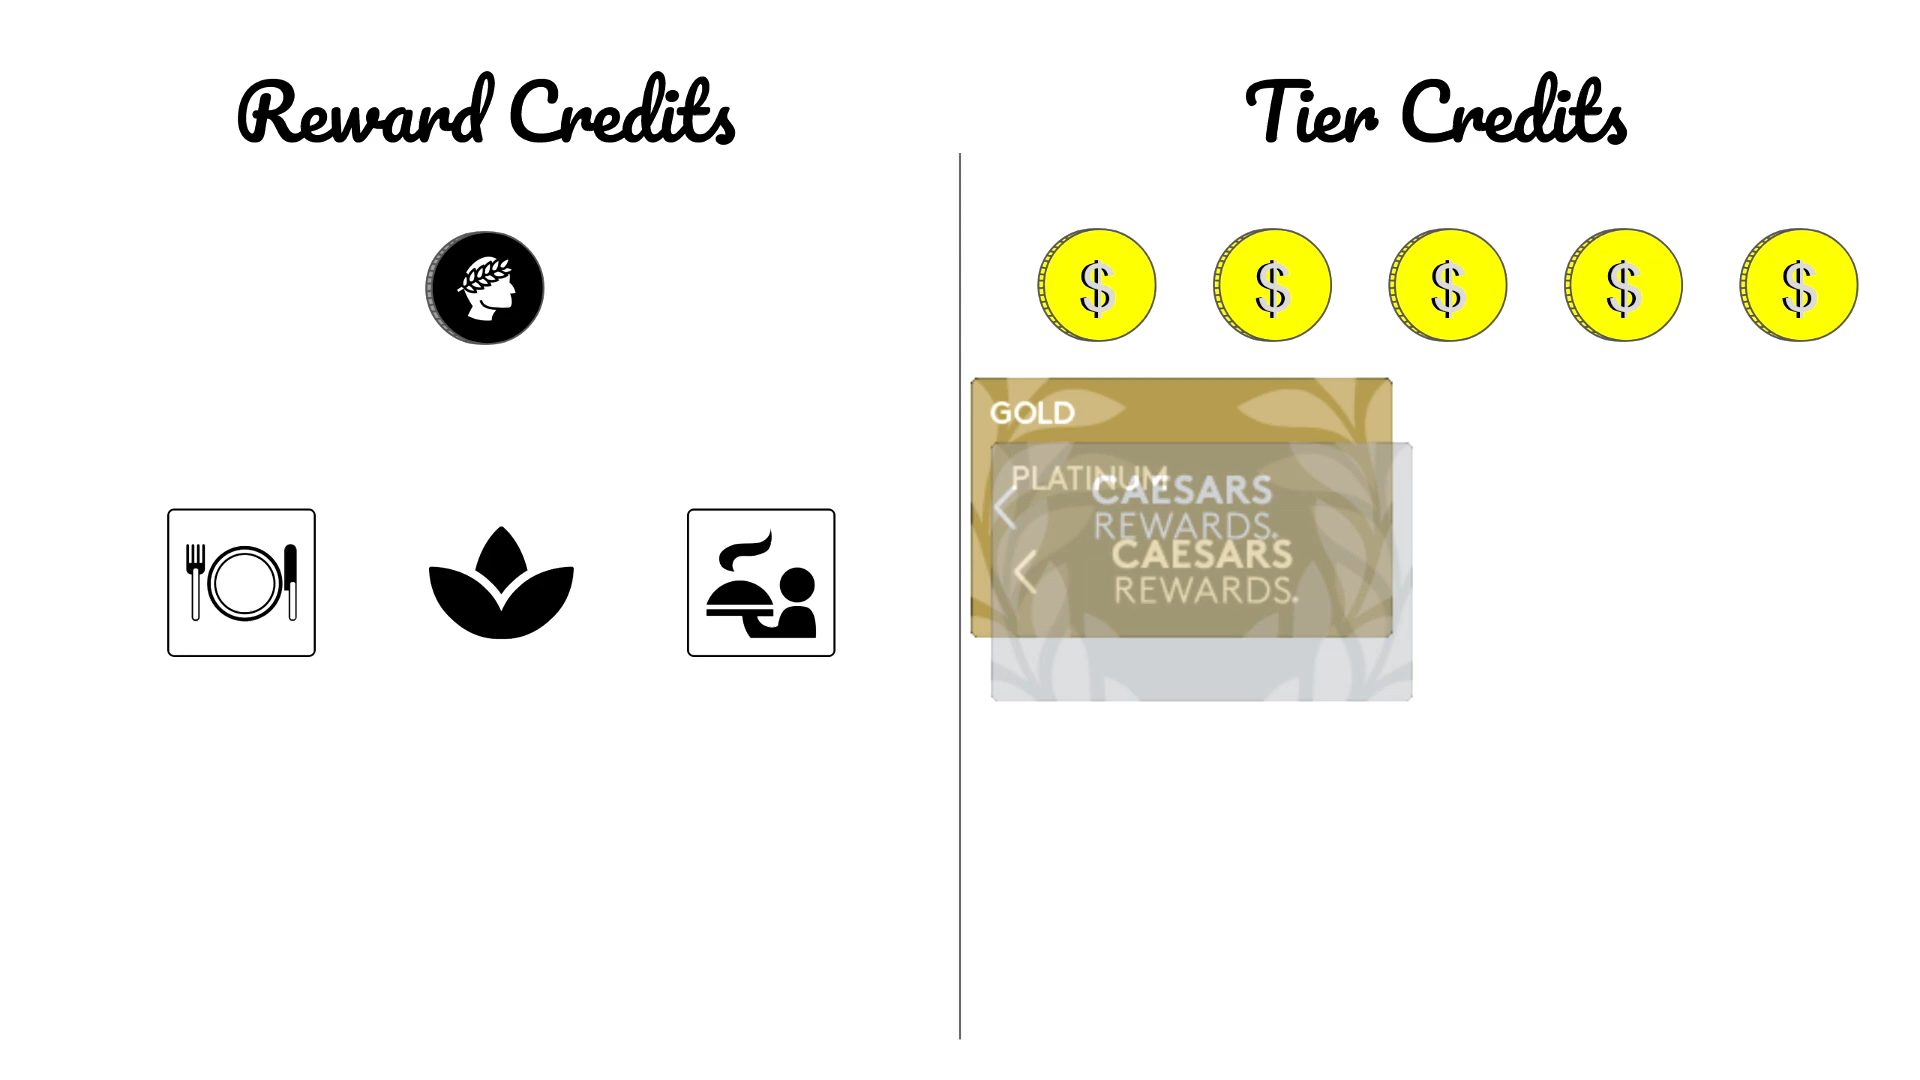 Reward Credits
Tier Credits
$ $ $ $ $
GOLD
CAESARS
REWARDS.
PLATINUM
CAESARS
REWARDS.